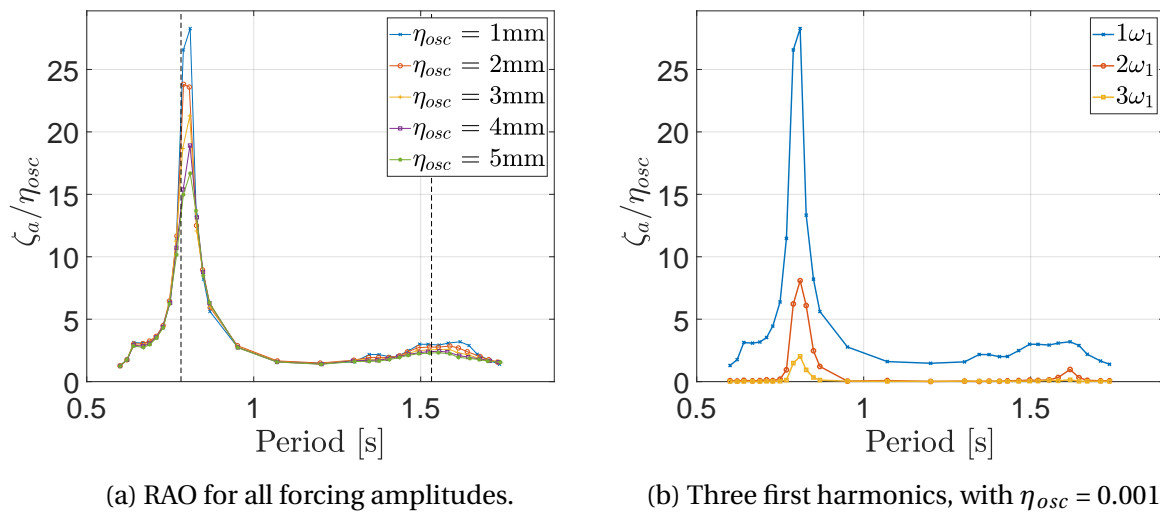 ζa/ηosc
25
20
15
10
5
0
0.5
1
1.5
Period [s]
ηosc = 1mm
ηosc = 2mm
ηosc = 3mm
ηosc = 4mm
ηosc = 5mm
(a) RAO for all forcing amplitudes.
ζa/ηosc
25
20
15
10
5
0
0.5
1
1.5
Period [s]
1ω1
2ω1
3ω1
(b) Three first harmonics, with ηosc = 0.001